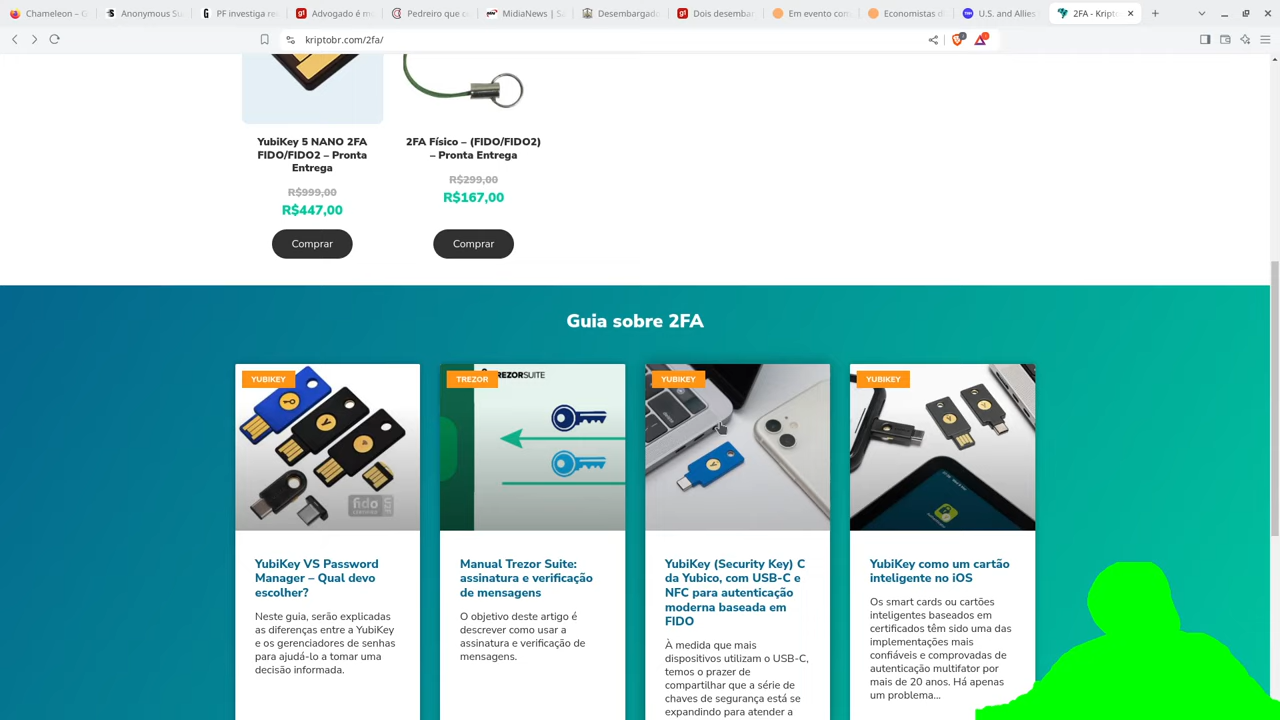 Chameleon – G
Anonymous Su
PF investiga re
Advogado é m
Pedreiro que c
MidiaNews | Sa
Desembargado
Dois desembar
Em evento com
Economistas d
U.S. and Allies
2FA - Kripto
kriptobr.com/2fa/
YubiKey 5 NANO 2FA
FIDO/FIDO2 – Pronta
Entrega
R$999,00
R$447,00
Comprar
2FA Físico – (FIDO/FIDO2)
– Pronta Entrega
R$299,00
R$167,00
Comprar
Guia sobre 2FA
YUBIKEY
fido
CERTIFIED
YubiKey VS Password
Manager – Qual devo
escolher?
Neste guia, serão explicadas
as diferenças entre a YubiKey
e os gerenciadores de senhas
para ajudá-lo a tomar uma
decisão informada.
TREZOR
REZORSUITE
Manual Trezor Suite:
assinatura e verificação
de mensagens
O objetivo deste artigo é
descrever como usar a
assinatura e verificação de
mensagens.
YUBIKEY
YubiKey (Security Key) C
da Yubico, com USB-C e
NFC para autenticação
moderna baseada em
FIDO
À medida que mais
dispositivos utilizam o USB-C,
temos o prazer de
compartilhar que a série de
chaves de segurança está se
expandindo para atender a
YUBIKEY
YubiKey como um cartão
inteligente no iOS
Os smart cards ou cartões
inteligentes baseados em
certificados têm sido uma das
implementações mais
confiáveis e comprovadas de
autenticação multifator por
mais de 20 anos. Há apenas
um problema...